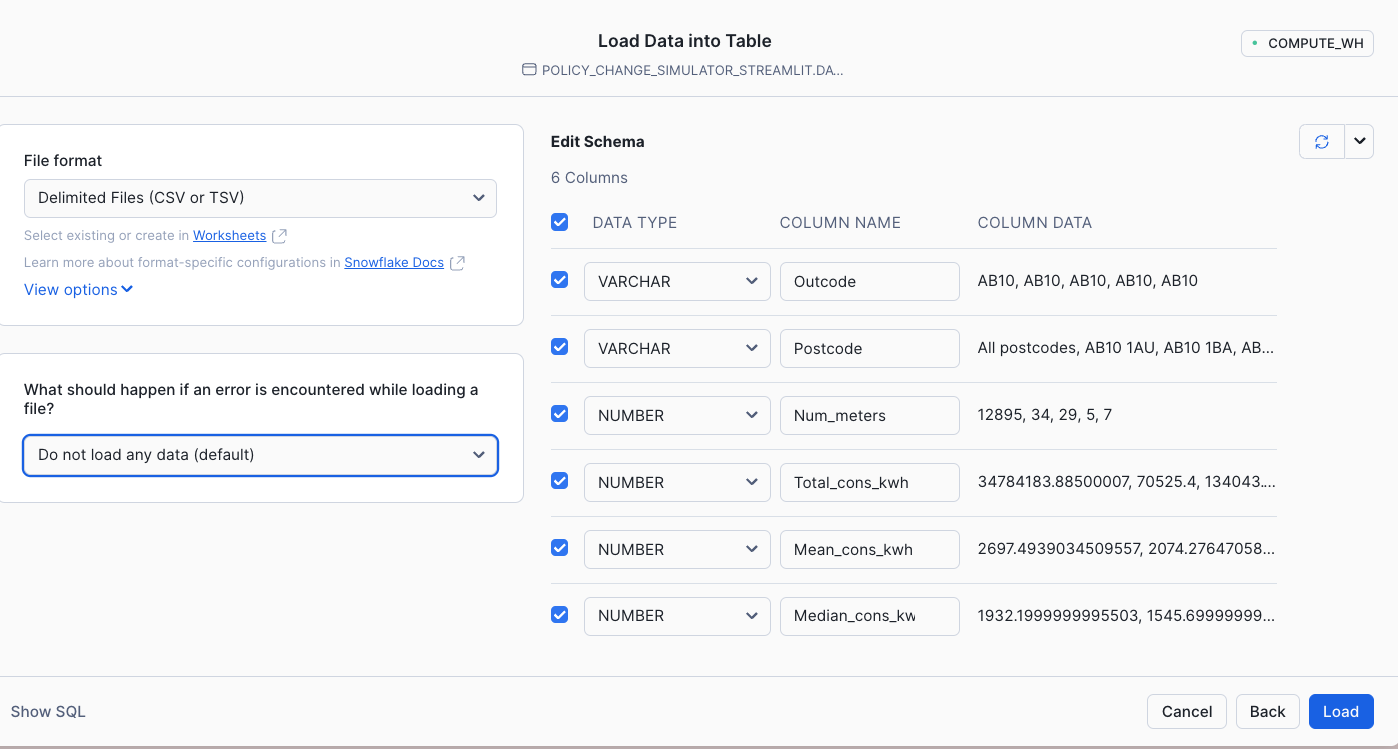 Load Data into Table
POLICY_CHANGE_SIMULATOR_STREAMLIT.DA...
COMPUTE_WH
File format
Delimited Files (CSV or TSV)
Select existing or create in Worksheets
Learn more about format-specific configurations in Snowflake Docs
View options
What should happen if an error is encountered while loading a
file?
Do not load any data (default)
Edit Schema
6 Columns
DATA TYPE COLUMN NAME COLUMN DATA
VARCHAR Outcode AB10, AB10, AB10, AB10, AB10
VARCHAR Postcode All postcodes, AB10 1AU, AB10 1BA, AB...
NUMBER Num_meters 12895, 34, 29, 5, 7
NUMBER Total_cons_kwh 34784183.88500007, 70525.4, 134043....
NUMBER Mean_cons_kwh 2697.4939034509557, 2074.27647058...
NUMBER Median_cons_kw 1932.1999999995503, 1545.69999999...
Show SQL
Cancel Back Load